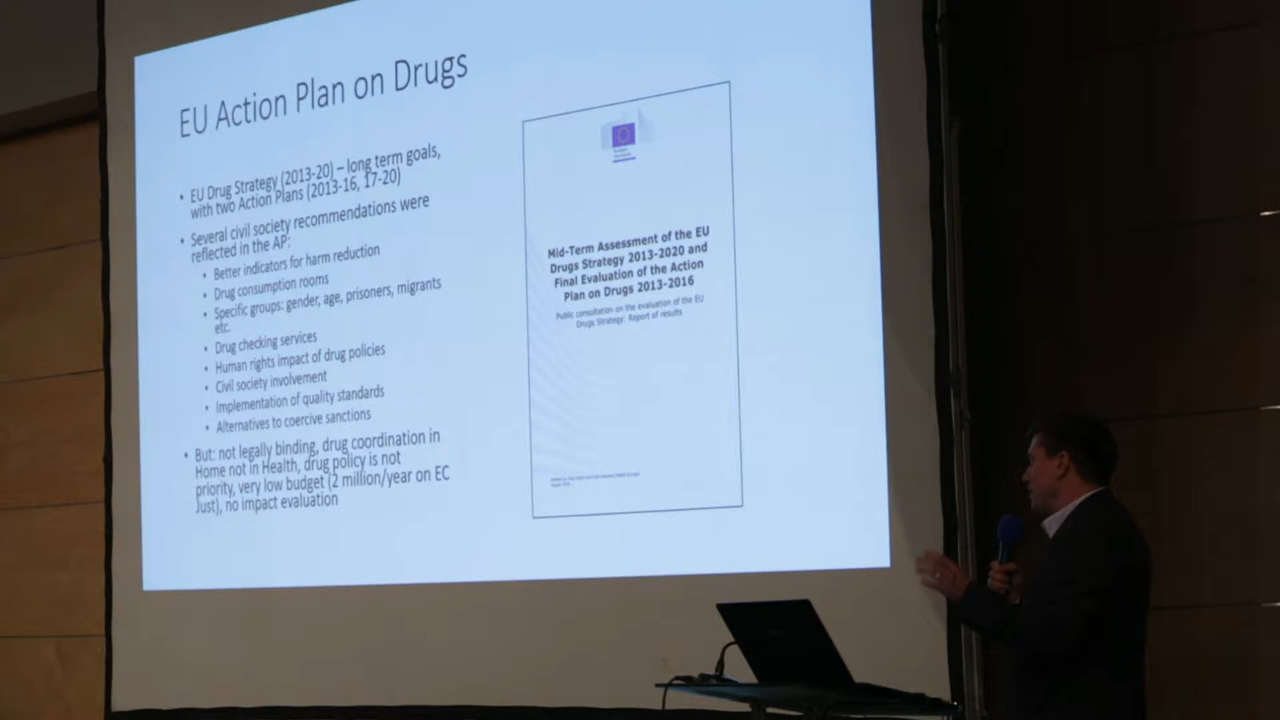 EU Action Plan on Drugs
• EU Drug Strategy (2013-20) – long term goals,
with two Action Plans (2013-16, 17-20)
• Several civil society recommendations were
reflected in the AP:
• Better indicators for harm reduction
• Drug consumption rooms
• Specific groups: gender, age, prisoners, migrants
etc.
• Drug checking services
• Human rights impact of drug policies
• Civil society involvement
• Implementation of quality standards
• Alternatives to coercive sanctions
• But: not legally binding, drug coordination in
Home not in Health, drug policy is not
priority, very low budget (2 million/year on EC
Just), no impact evaluation
Mid-Term Assessment of the EU
Drugs Strategy 2013-2020 and
Final Evaluation of the Action
Plan on Drugs 2013-2016
Public consultation on the evaluation of the EU
Drugs Strategy: Report of results